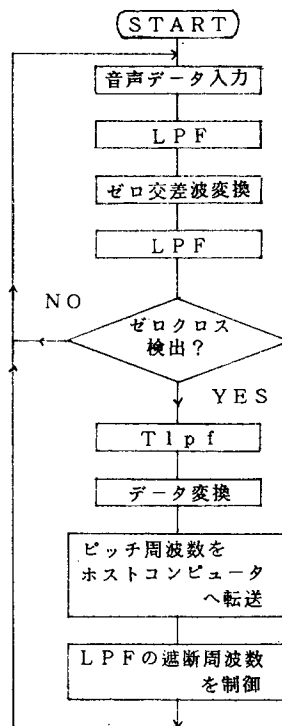 START
音声データ入力
LPF
ゼロ交差波変換
LPF
NO
ゼロクロス
検出?
YES
Tlpf
データ変換
ピッチ周波数を
ホストコンピュータ
へ転送
LPFの遮断周波数
を制御